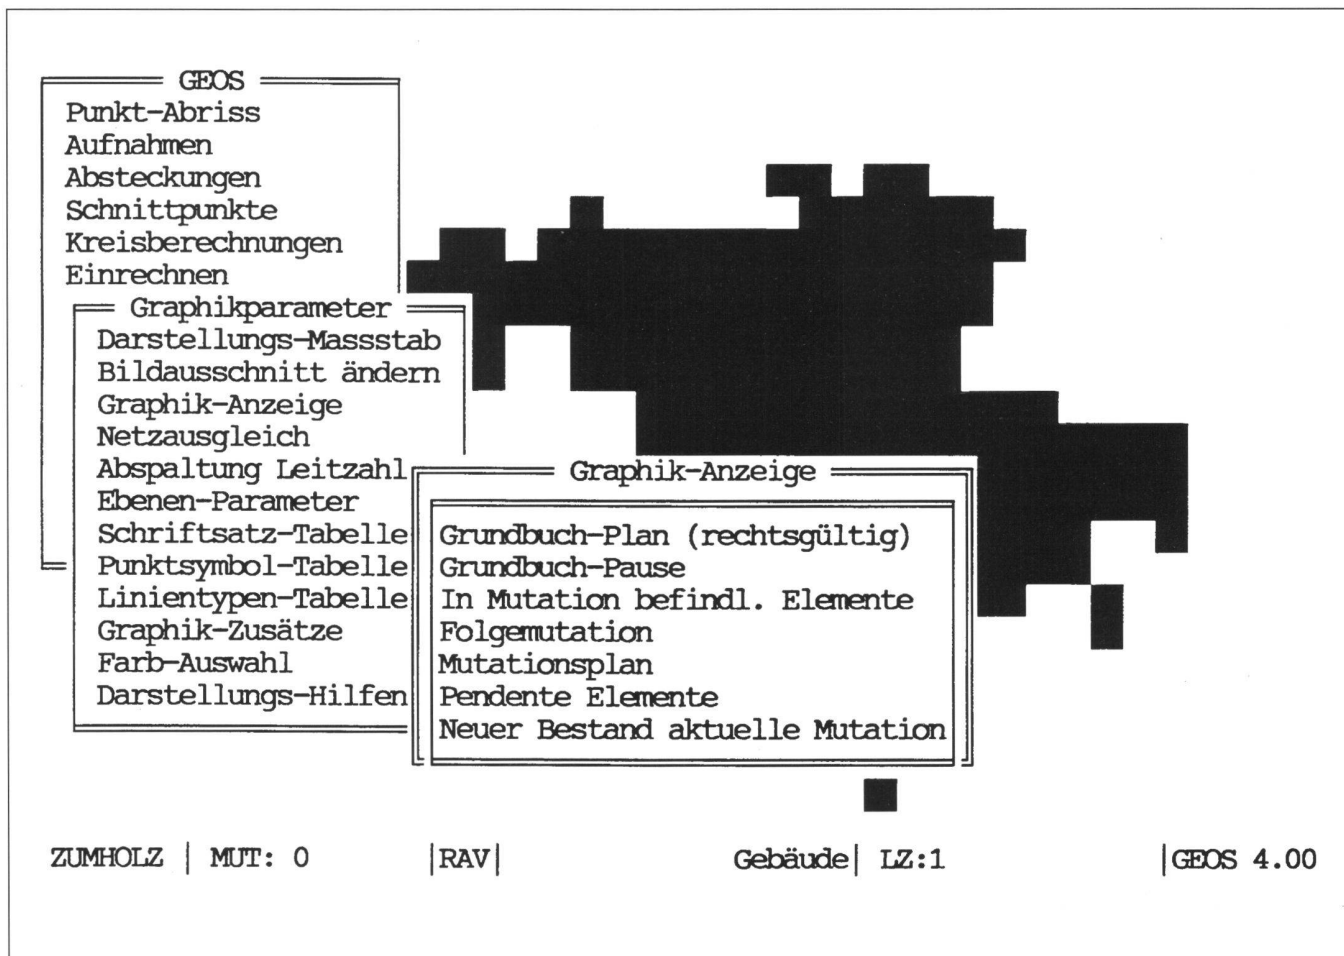 GEOS
Punkt-Abriss
Aufnahmen
Absteckungen
Schnittpunkte
Kreisberechnungen
Einrechnen
Graphikparameter
Darstellungs-Massstab
Bildausschnitt ändern
Graphik-Anzeige
Netzausgleich
Abspaltung Leitzahl
Ebenen-Parameter
Schriftsatz-Tabelle
Punktsymbol-Tabelle
Linientypen-Tabelle
Graphik-Zusätze
Farb-Auswahl
Darstellungs-Hilfen
Graphik-Anzeige
Grundbuch-Plan (rechtsgültig)
Grundbuch-Pause
In Mutation befindl. Elemente
Folgemutation
Mutationsplan
Pendente Elemente
Neuer Bestand aktuelle Mutation
ZUMHOLZ | MUT: 0 |RAV| Gebäude| LZ:1 |GEOS 4.00